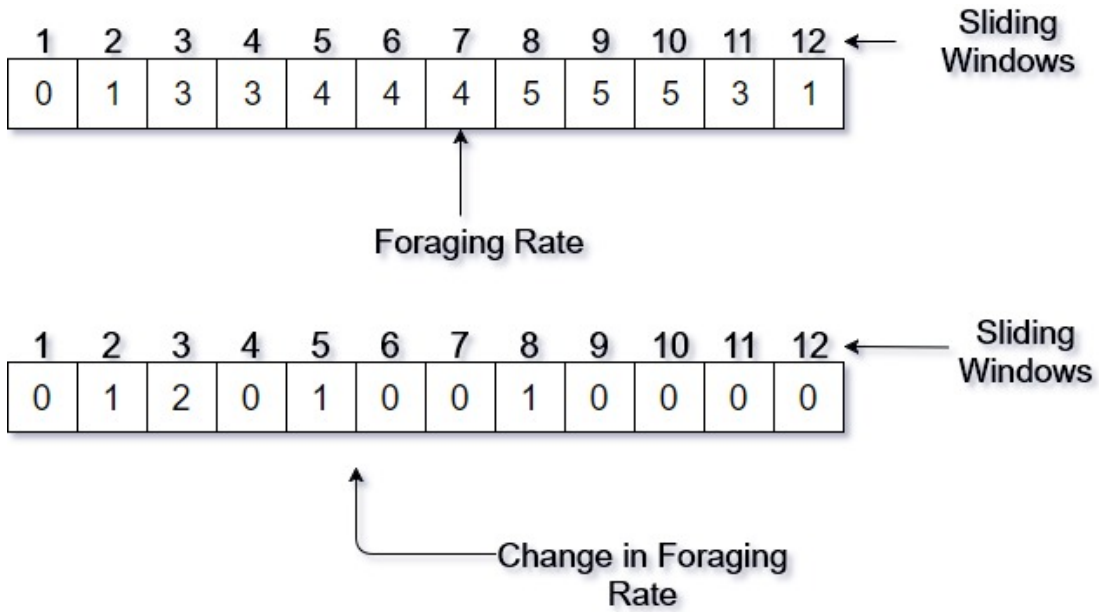 1 2 3 4 5 6 7 8 9 10 11 12
Sliding
Windows
0 1 3 3 4 4 4 5 5 5 3 1
Foraging Rate
1 2 3 4 5 6 7 8 9 10 11 12
Sliding
Windows
0 1 2 0 1 0 0 1 0 0 0 0
Change in Foraging
Rate